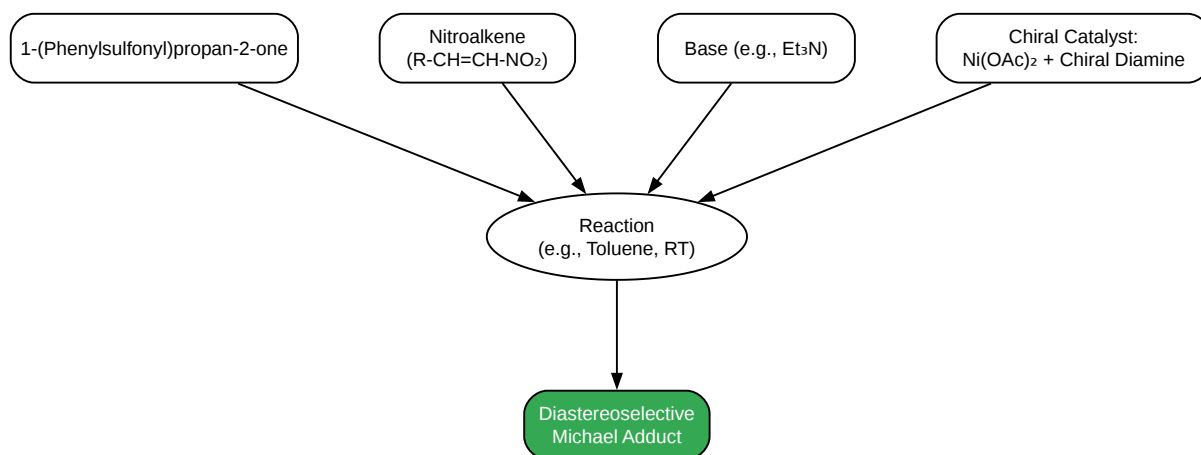 1-(Phenylsulfonyl)propan-2-one
Nitroalkene
(R-CH=CH-NO₂)
Base (e.g., Et₃N)
Chiral Catalyst:
Ni(OAc)₂ + Chiral Diamine
Reaction
(e.g., Toluene, RT)
Diastereoselective
Michael Adduct